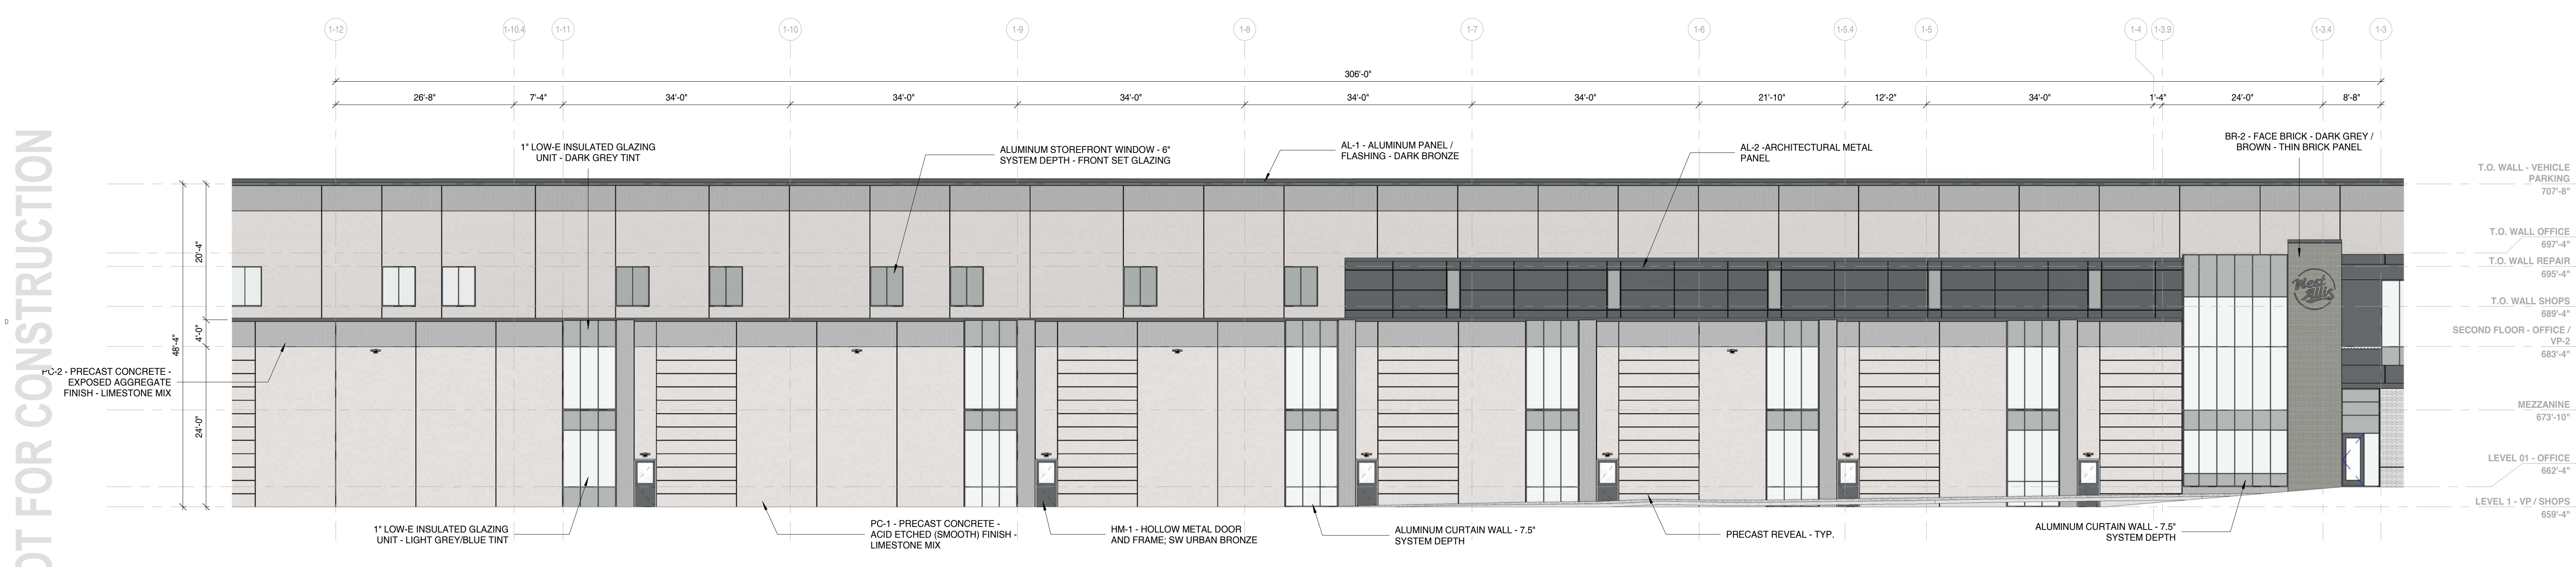 1-12
1-10.4
1-11
1-10
1-9
1-8
1-7
1-6
1-5.4
1-5
1-4
1-3.9
1-3.4
1-3
306'-0"
26'-8"
7'-4"
34'-0"
34'-0"
34'-0"
34'-0"
34'-0"
21'-10"
12'-2"
34'-0"
1'-4"
24'-0"
8'-8"
1" LOW-E INSULATED GLAZING
UNIT - DARK GREY TINT
ALUMINUM STOREFRONT WINDOW - 6"
SYSTEM DEPTH - FRONT SET GLAZING
AL-1 - ALUMINUM PANEL /
FLASHING - DARK BRONZE
AL-2 -ARCHITECTURAL METAL
PANEL
BR-2 - FACE BRICK - DARK GREY /
BROWN - THIN BRICK PANEL
T.O. WALL - VEHICLE
PARKING
707'-8"
T.O. WALL OFFICE
697'-4"
T.O. WALL REPAIR
695'-4"
T.O. WALL SHOPS
689'-4"
SECOND FLOOR - OFFICE /
VP-2
683'-4"
MEZZANINE
673'-10"
LEVEL 01 - OFFICE
662'-4"
LEVEL 1 - VP / SHOPS
659'-4"
20'-4"
4'-0"
48'-4"
24'-0"
West
Allis
D
OT FOR CONSTRUCTION
PC-2 - PRECAST CONCRETE -
EXPOSED AGGREGATE
FINISH - LIMESTONE MIX
1" LOW-E INSULATED GLAZING
UNIT - LIGHT GREY/BLUE TINT
PC-1 - PRECAST CONCRETE -
ACID ETCHED (SMOOTH) FINISH -
LIMESTONE MIX
HM-1 - HOLLOW METAL DOOR
AND FRAME; SW URBAN BRONZE
ALUMINUM CURTAIN WALL - 7.5"
SYSTEM DEPTH
PRECAST REVEAL - TYP.
ALUMINUM CURTAIN WALL - 7.5"
SYSTEM DEPTH